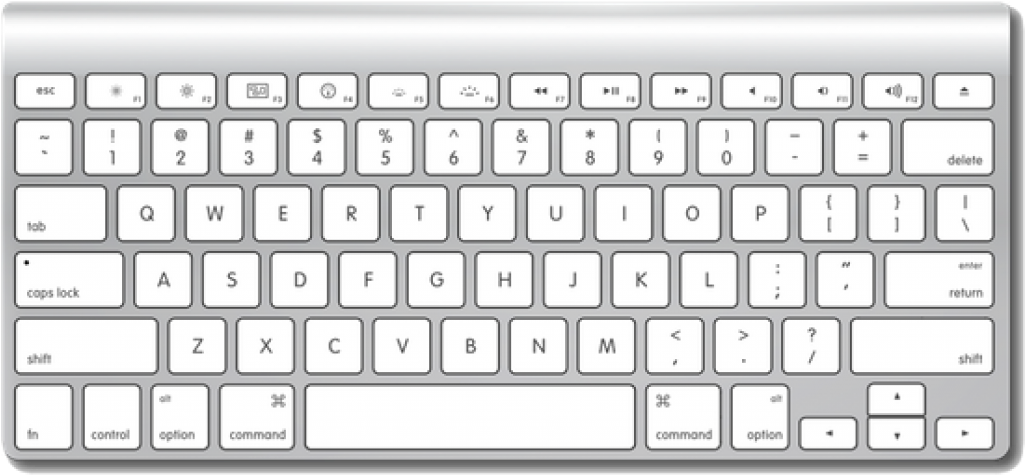 esc F1 F2 F3 F4 F5 F6 F7 F8 F9 F10 F11 F12
~ ! @ # $ % ^ & * ( ) – +
` 1 2 3 4 5 6 7 8 9 0 - = delete
tab Q W E R T Y U I O P { } |
[ ] \
caps lock A S D F G H J K L : " enter
; ' return
shift Z X C V B N M < > ? shift
, . /
alt ⌘ ⌘ alt
fn control option command command option